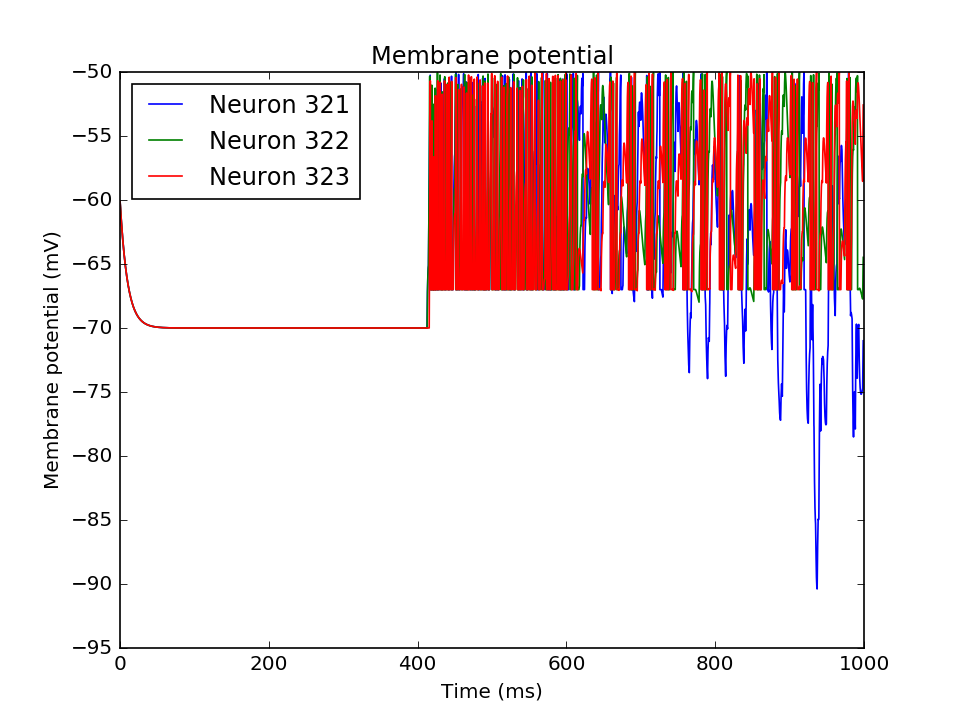 Membrane potential
−50
−55
−60
−65
−70
−75
−80
−85
−90
−95
Membrane potential (mV)
Neuron 321
Neuron 322
Neuron 323
0 200 400 600 800 1000
Time (ms)